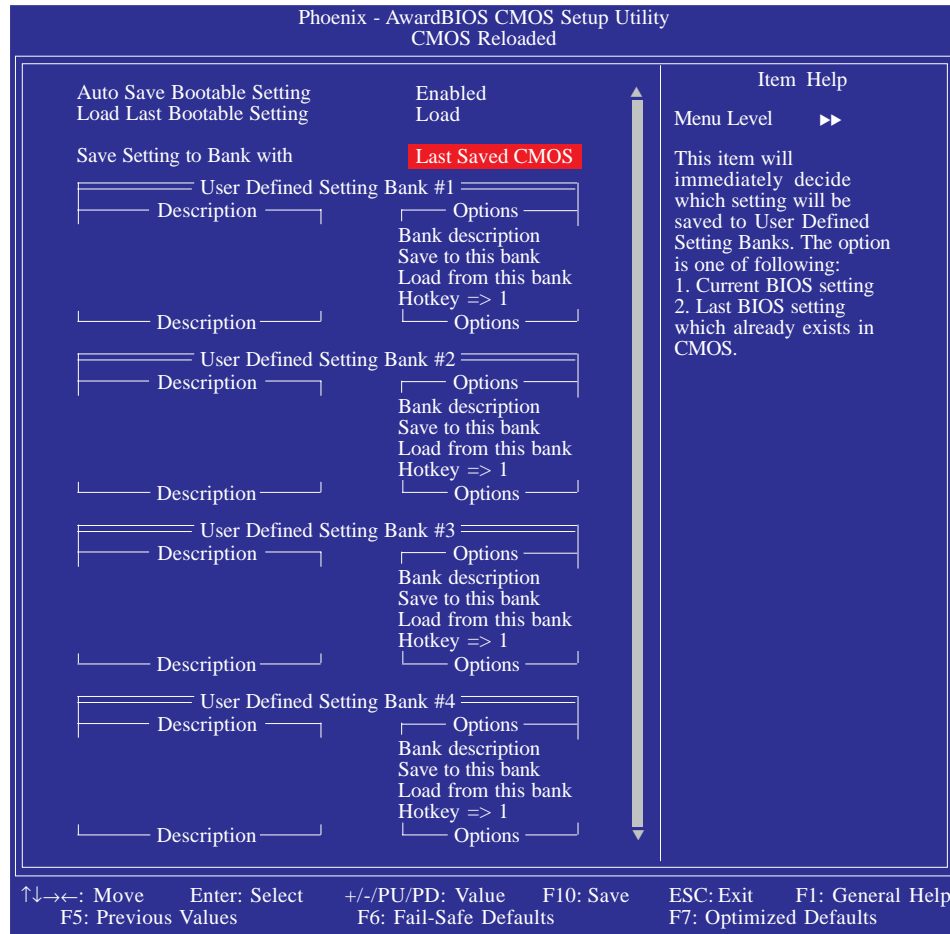 Phoenix - AwardBIOS CMOS Setup Utility
CMOS Reloaded
Auto Save Bootable Setting Enabled
Load Last Bootable Setting Load
Save Setting to Bank with Last Saved CMOS
User Defined Setting Bank #1
Description Options
Bank description
Save to this bank
Load from this bank
Hotkey => 1
Description Options
User Defined Setting Bank #2
Description Options
Bank description
Save to this bank
Load from this bank
Hotkey => 1
Description Options
User Defined Setting Bank #3
Description Options
Bank description
Save to this bank
Load from this bank
Hotkey => 1
Description Options
User Defined Setting Bank #4
Description Options
Bank description
Save to this bank
Load from this bank
Hotkey => 1
Description Options
Item Help
Menu Level ▶▶
This item will
immediately decide
which setting will be
saved to User Defined
Setting Banks. The option
is one of following:
1. Current BIOS setting
2. Last BIOS setting
which already exists in
CMOS.
↑↓→←: Move Enter: Select +/-/PU/PD: Value F10: Save ESC: Exit F1: General Help
F5: Previous Values F6: Fail-Safe Defaults F7: Optimized Defaults